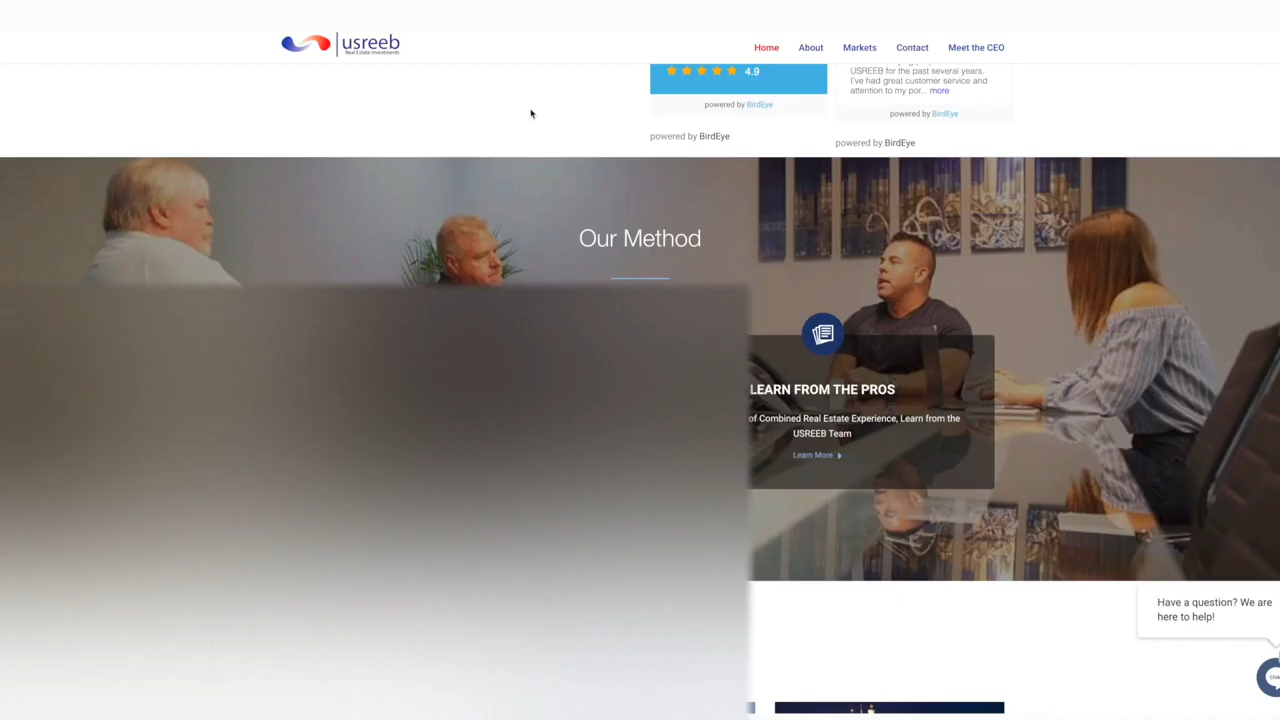 usreeb
Real Estate Investments
Home
About
Markets
Contact
Meet the CEO
4.9
powered by BirdEye
powered by BirdEye
USREEB for the past several years.
I've had great customer service and
attention to my por... more
powered by BirdEye
powered by BirdEye
Our Method
LEARN FROM THE PROS
of Combined Real Estate Experience, Learn from the
USREEB Team
Learn More
Have a question? We are
here to help!